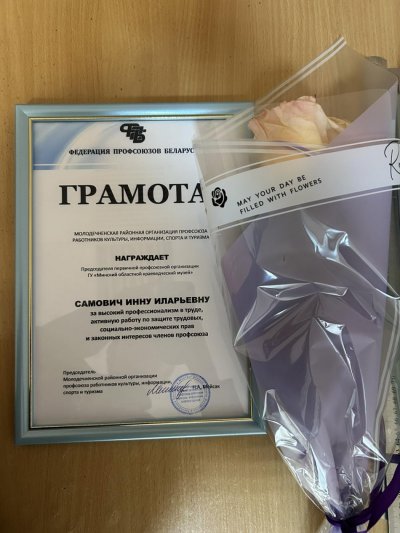 ФЕДЕРАЦИЯ ПРОФСОЮЗОВ БЕЛАРУС
ГРАМОТА
МОЛОДЕЧНЕНСКАЯ РАЙОННАЯ ОРГАНИЗАЦИЯ ПРОФСОЮЗА
РАБОТНИКОВ КУЛЬТУРЫ, ИНФОРМАЦИИ, СПОРТА И ТУРИЗМА
НАГРАЖДАЕТ
Председателя первичной профсоюзной организации
ГУ «Минский областной краеведческий музей»
САМОВИЧ ИННУ ИЛАРЬЕВНУ
за высокий профессионализм в труде,
активную работу по защите трудовых,
социально-экономических прав
и законных интересов членов профсоюза
Председатель
Молодечненской районной организации
профсоюза работников культуры, информации,
спорта и туризма
Н.А. Мойсак
MAY YOUR DAY BE
FILLED WITH FLOWERS